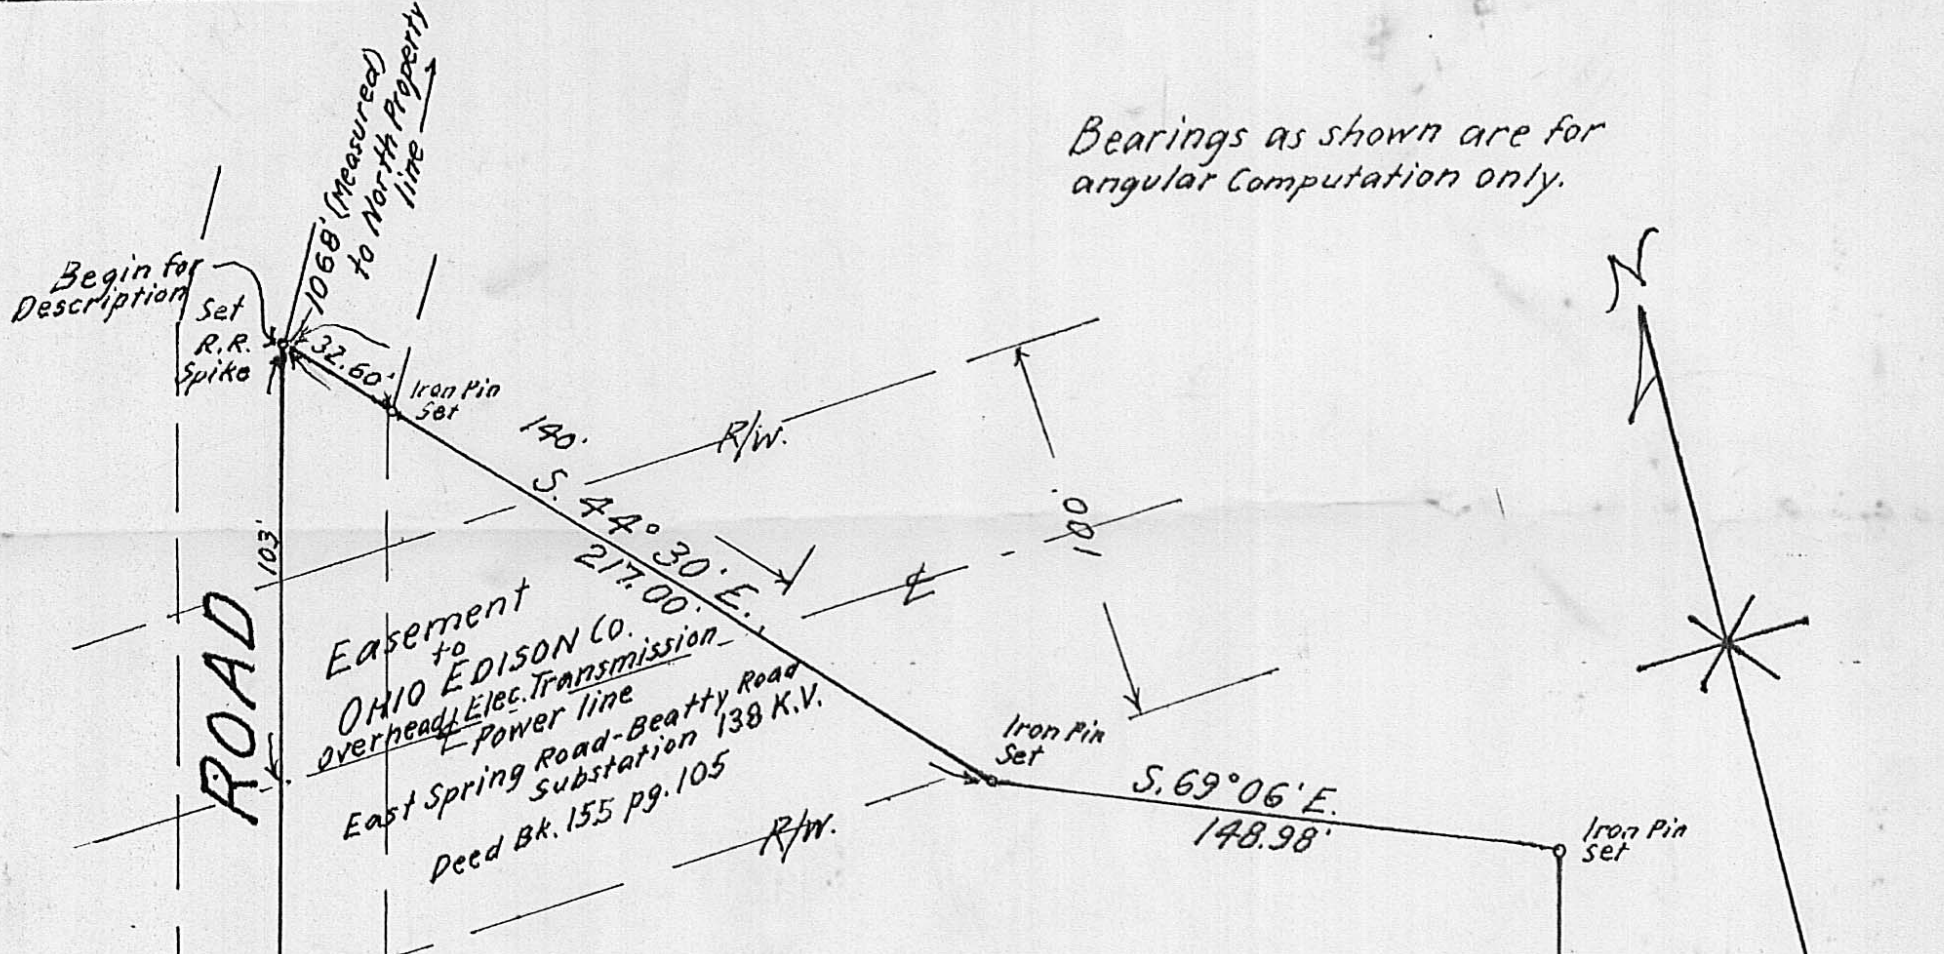 1068' (Measured)
to North Property
line
Bearings as shown are for
angular Computation only.
N
Begin for
Description
Set
R.R.
Spike
32.60'
Iron Pin
Set
140'
R/W.
S. 44° 30' E.
217.00'
100'
℄
103'
ROAD
Easement
to
OHIO EDISON Co.
overhead Elec. Transmission
℄ Power line
East Spring Road-Beatty Road
Substation 138 K.V.
Deed Bk. 155 pg. 105
Iron Pin
Set
S. 69° 06' E.
148.98'
R/W.
Iron Pin
set